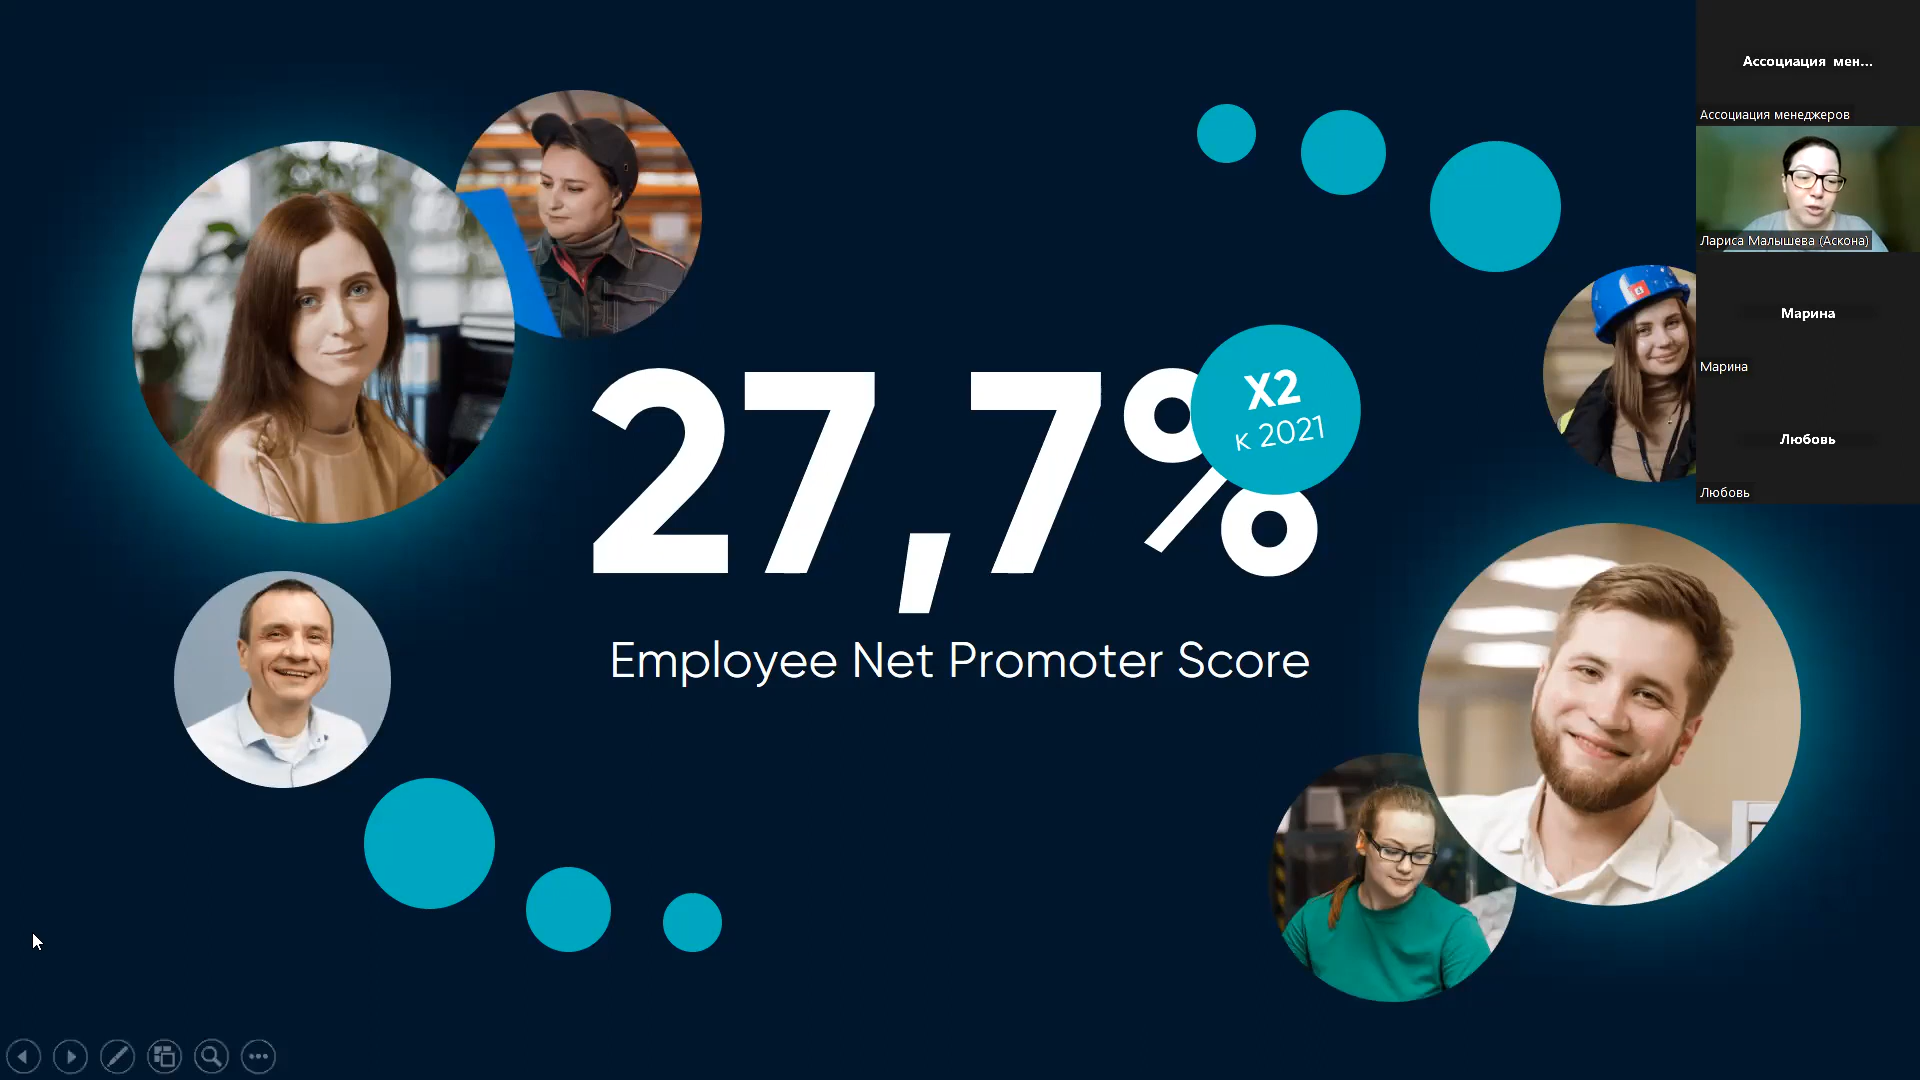 27,7%
X2
к 2021
Employee Net Promoter Score
Ассоциация мен...
Ассоциация менеджеров
Лариса Малышева (Аскона)
Марина
Марина
Любовь
Любовь